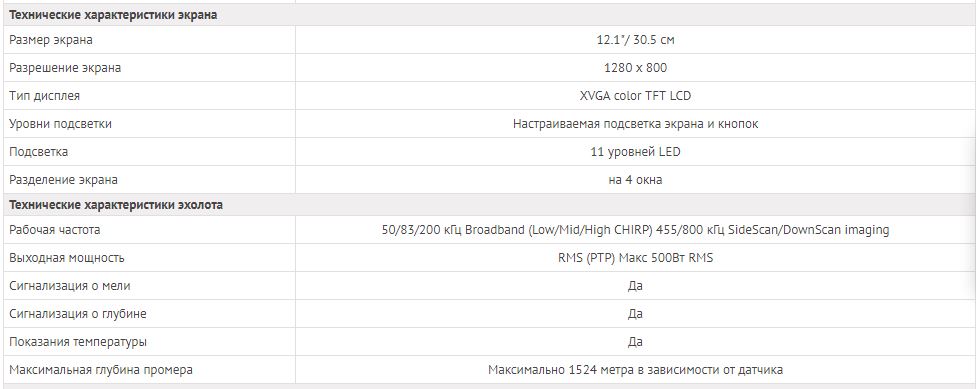 Технические характеристики экрана
Размер экрана 12.1"/ 30.5 см
Разрешение экрана 1280 x 800
Тип дисплея XVGA color TFT LCD
Уровни подсветки Настраиваемая подсветка экрана и кнопок
Подсветка 11 уровней LED
Разделение экрана на 4 окна
Технические характеристики эхолота
Рабочая частота 50/83/200 кГц Broadband (Low/Mid/High CHIRP) 455/800 кГц SideScan/DownScan imaging
Выходная мощность RMS (PTP) Макс 500Вт RMS
Сигнализация о мели Да
Сигнализация о глубине Да
Показания температуры Да
Максимальная глубина промера Максимально 1524 метра в зависимости от датчика